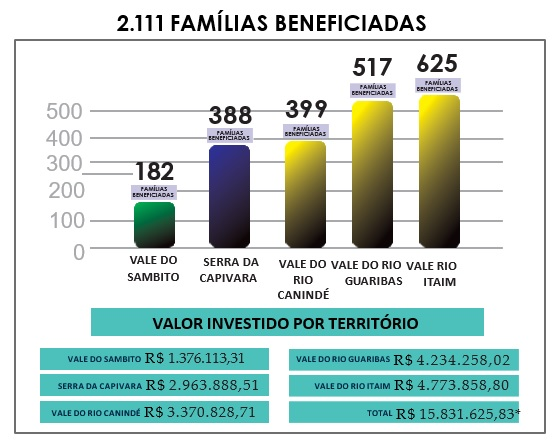 2.111 FAMÍLIAS BENEFICIADAS
625
517
FAMÍLIAS
BENEFICIADAS
FAMÍLIAS
BENEFICIADAS
388
399
500
FAMÍLIAS
BENEFICIADAS
FAMÍLIAS
BENEFICIADAS
400
300
182
200
FAMÍLIAS
BENEFICIADAS
100
0
VALE DO
SAMBITO
SERRA DA
CAPIVARA
VALE DO
RIO
CANINDÉ
VALE DO RIO
GUARIBAS
VALE RIO
ITAIM
VALOR INVESTIDO POR TERRITÓRIO
VALE DO SAMBITO R$ 1.376.113,31
SERRA DA CAPIVARA R$ 2.963.888,51
VALE DO RIO CANINDÉ R$ 3.370.828,71
VALE DO RIO GUARIBAS R$ 4.234.258,02
VALE DO RIO ITAIM R$ 4.773.858,80
TOTAL R$ 15.831.625,83*